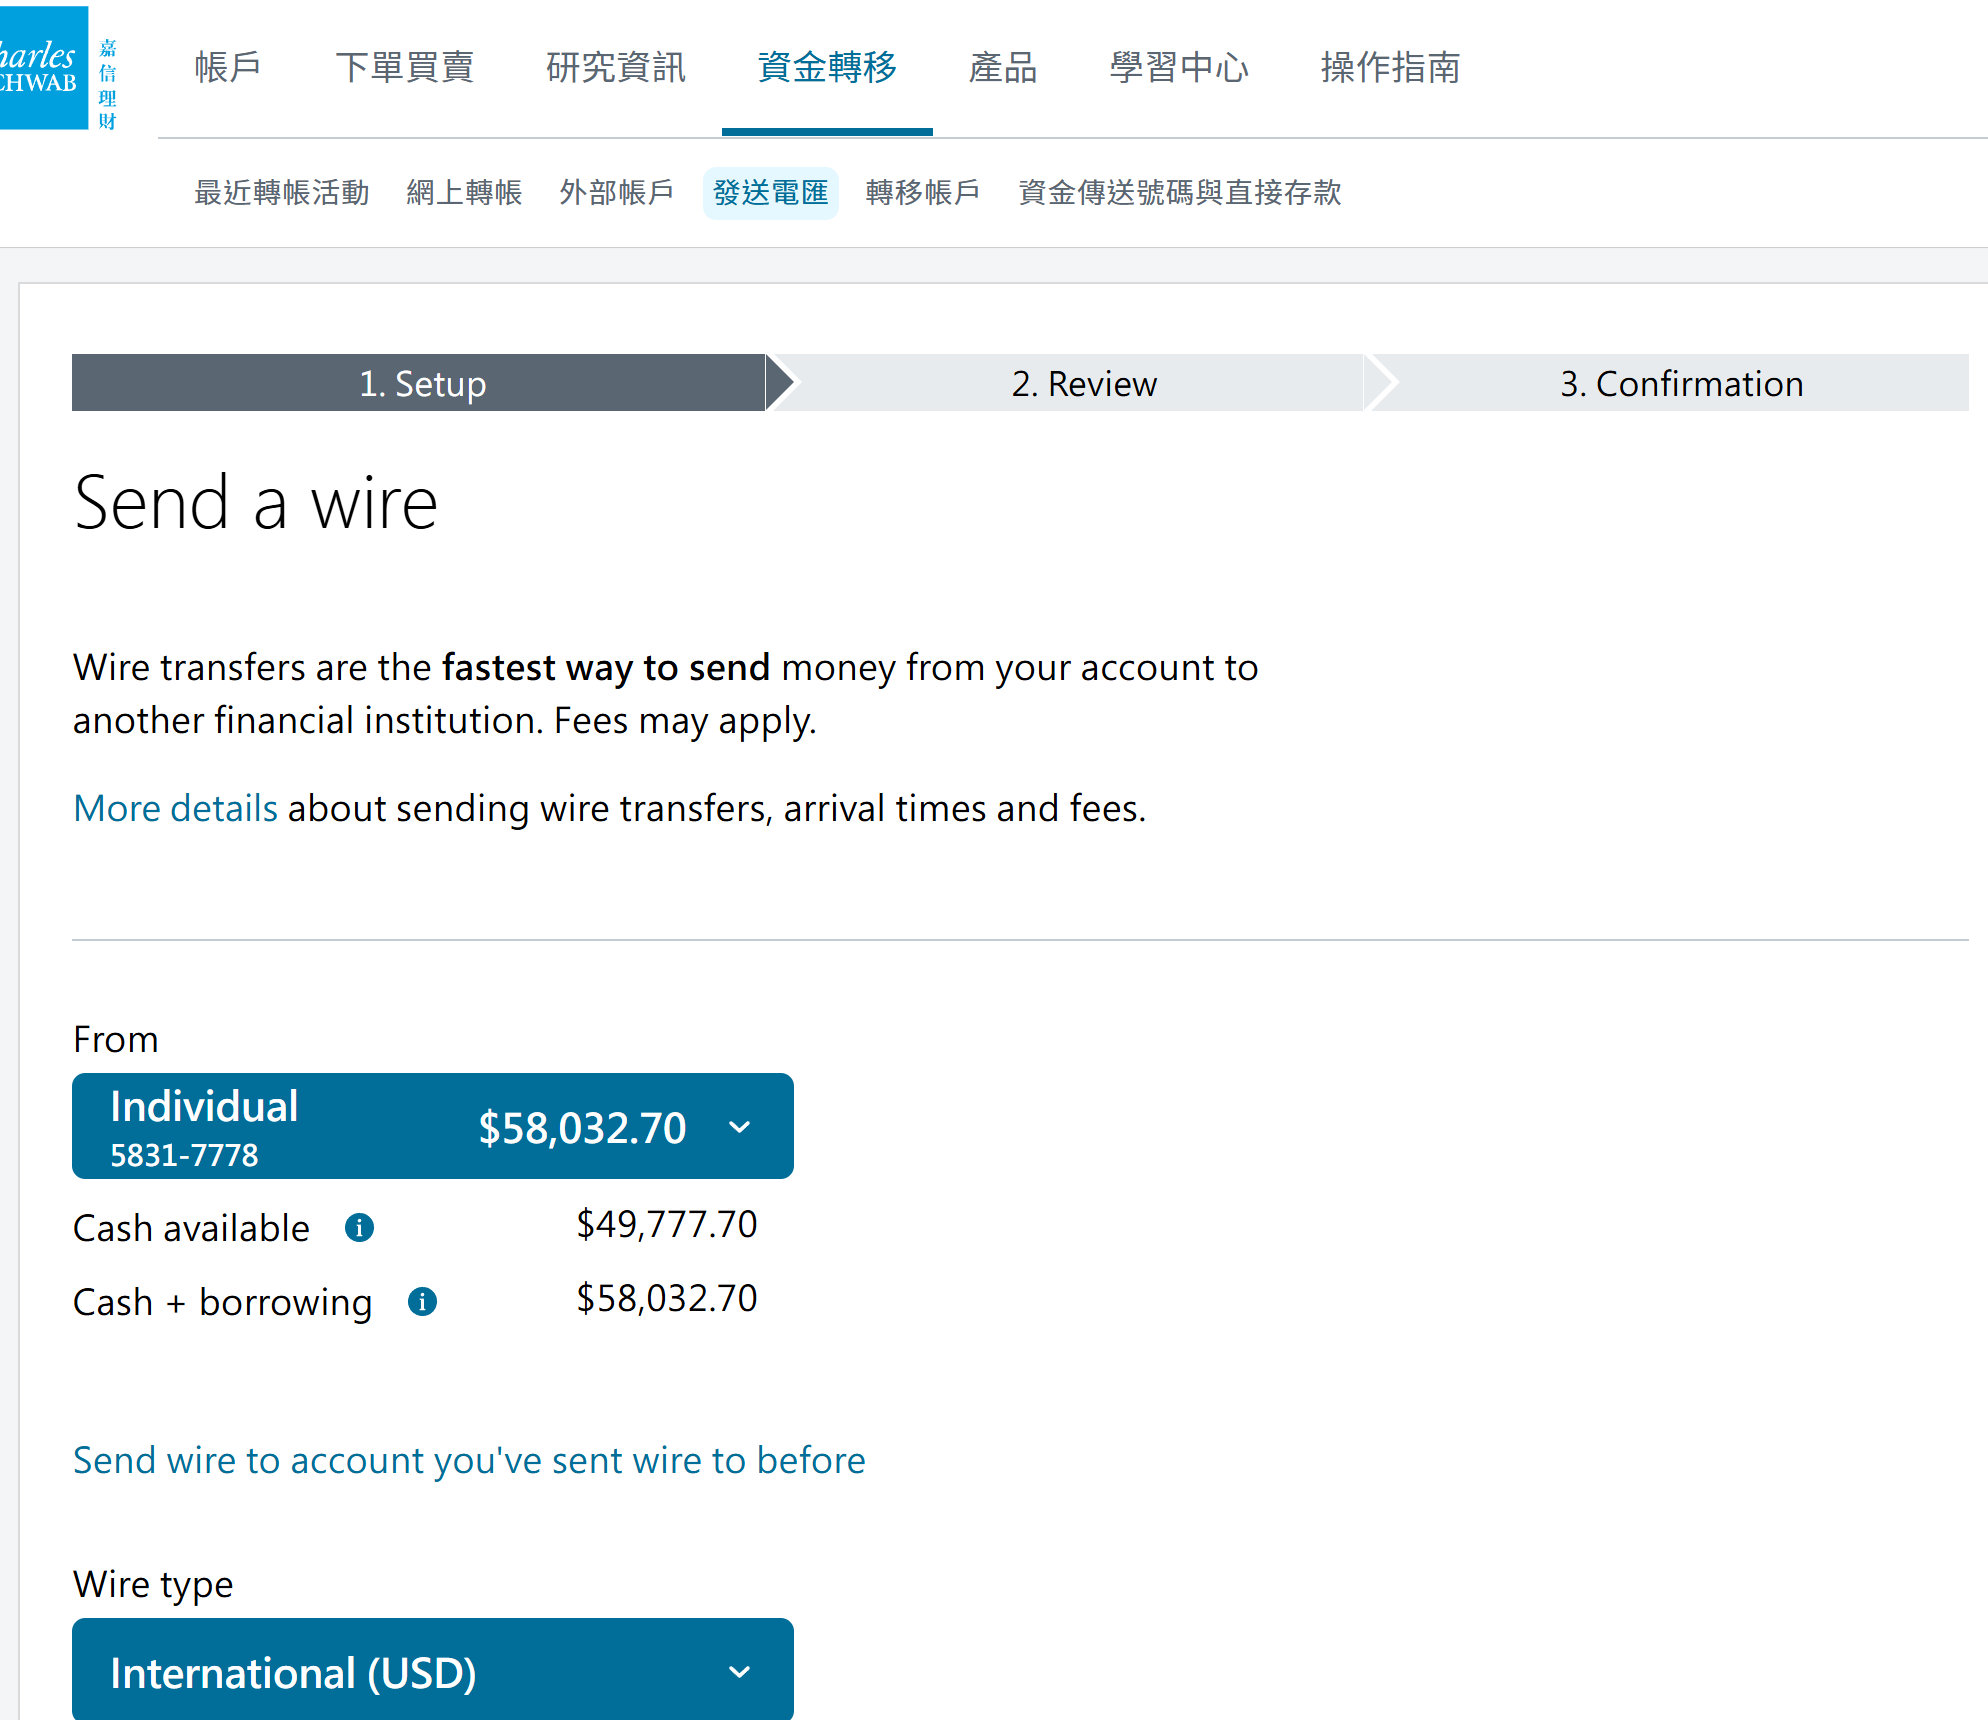 harles
CHWAB
嘉信理財
帳戶 下單買賣 研究資訊 資金轉移 產品 學習中心 操作指南
最近轉帳活動 網上轉帳 外部帳戶 發送電匯 轉移帳戶 資金傳送號碼與直接存款
1. Setup 2. Review 3. Confirmation
Send a wire
Wire transfers are the fastest way to send money from your account to
another financial institution. Fees may apply.
More details about sending wire transfers, arrival times and fees.
From
Individual
5831-7778
$58,032.70
Cash available $49,777.70
Cash + borrowing $58,032.70
Send wire to account you've sent wire to before
Wire type
International (USD)